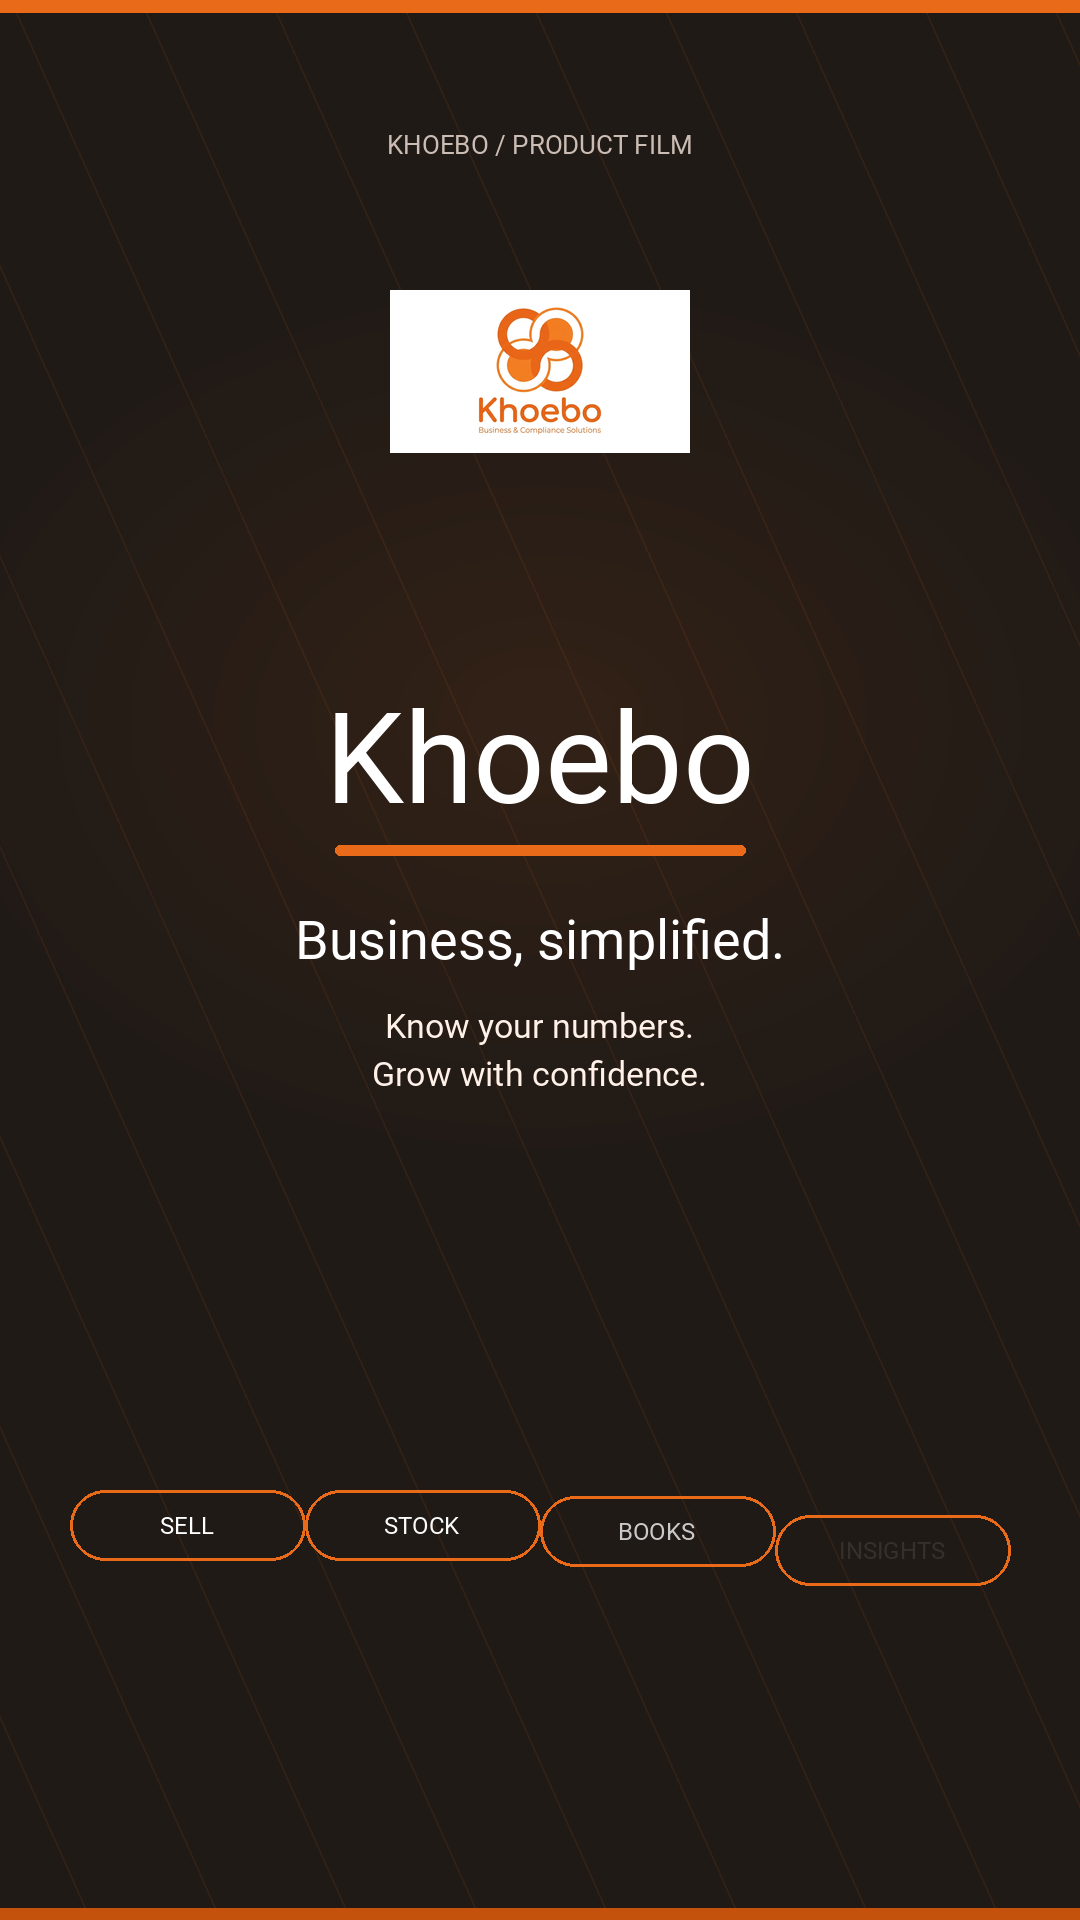 KHOEBO / PRODUCT FILM
Khoebo
Business & Compliance Solutions
Khoebo
Business, simplified.
Know your numbers.
Grow with confidence.
SELL
STOCK
BOOKS
INSIGHTS